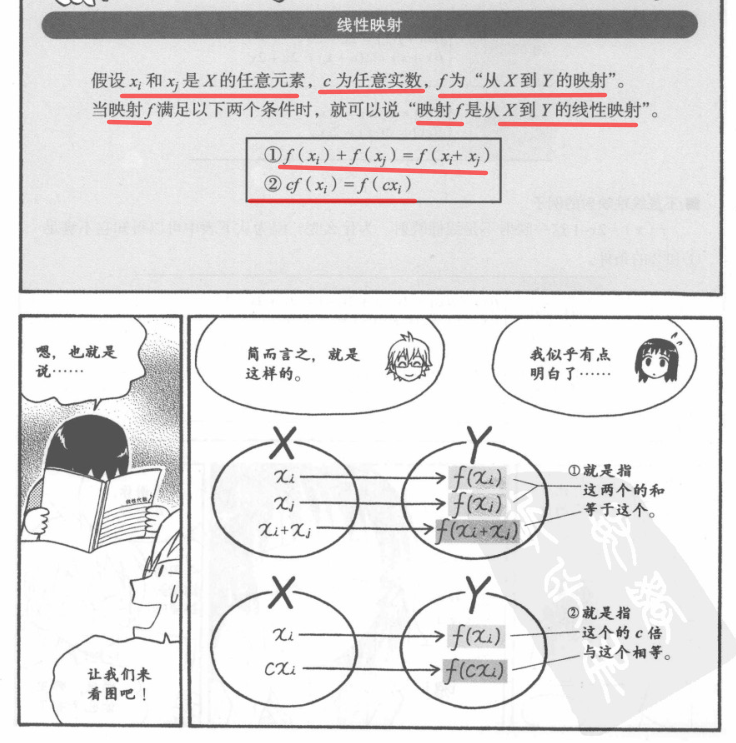 线性映射
假设 xi 和 xj 是 X 的任意元素，c 为任意实数，f 为“从 X 到 Y 的映射”。
当映射 f 满足以下两个条件时，就可以说“映射 f 是从 X 到 Y 的线性映射”。
①f(xi)+f(xj)=f(xi+xj)
②cf(xi)=f(cxi)
嗯，也就是
说……
简而言之，就是
这样的。
我似乎有点
明白了……
X
Y
xi
f(xi)
xj
f(xj)
xi+xj
f(xi+xj)
①就是指
这两个的和
等于这个。
让我们来
看图吧！
X
Y
xi
f(xi)
cxi
f(cxi)
②就是指
这个的 c 倍
与这个相等。